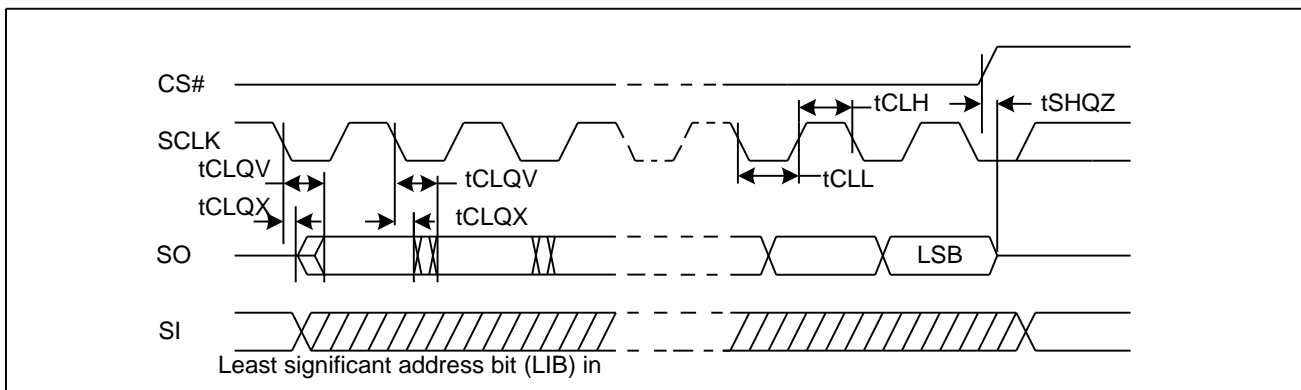 CS#
tCLH
tSHQZ
SCLK
tCLQV
tCLQV
tCLL
tCLQX
tCLQX
SO
LSB
SI
Least significant address bit (LIB) in